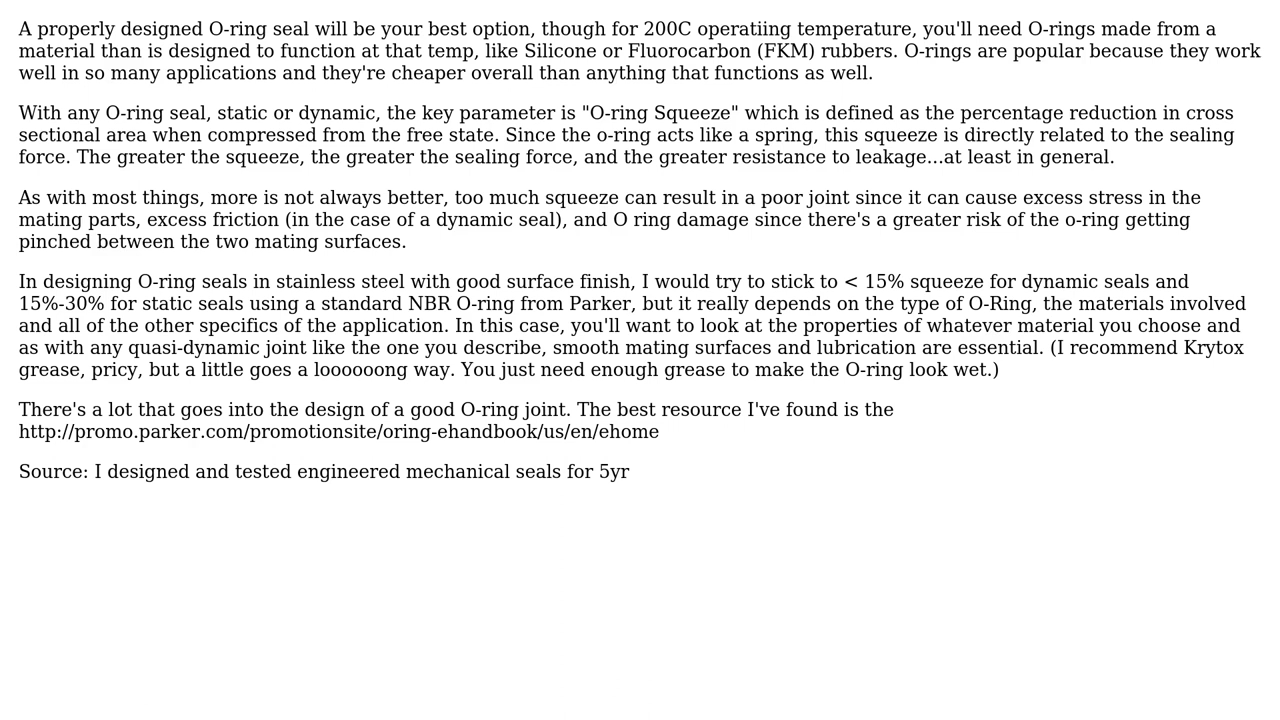 A properly designed O-ring seal will be your best option, though for 200C operatiing temperature, you'll need O-rings made from a
material than is designed to function at that temp, like Silicone or Fluorocarbon (FKM) rubbers. O-rings are popular because they work
well in so many applications and they're cheaper overall than anything that functions as well.
With any O-ring seal, static or dynamic, the key parameter is "O-ring Squeeze" which is defined as the percentage reduction in cross
sectional area when compressed from the free state. Since the o-ring acts like a spring, this squeeze is directly related to the sealing
force. The greater the squeeze, the greater the sealing force, and the greater resistance to leakage...at least in general.
As with most things, more is not always better, too much squeeze can result in a poor joint since it can cause excess stress in the
mating parts, excess friction (in the case of a dynamic seal), and O ring damage since there's a greater risk of the o-ring getting
pinched between the two mating surfaces.
In designing O-ring seals in stainless steel with good surface finish, I would try to stick to < 15% squeeze for dynamic seals and
15%-30% for static seals using a standard NBR O-ring from Parker, but it really depends on the type of O-Ring, the materials involved
and all of the other specifics of the application. In this case, you'll want to look at the properties of whatever material you choose and
as with any quasi-dynamic joint like the one you describe, smooth mating surfaces and lubrication are essential. (I recommend Krytox
grease, pricy, but a little goes a loooooong way. You just need enough grease to make the O-ring look wet.)
There's a lot that goes into the design of a good O-ring joint. The best resource I've found is the
http://promo.parker.com/promotionsite/oring-ehandbook/us/en/ehome
Source: I designed and tested engineered mechanical seals for 5yr